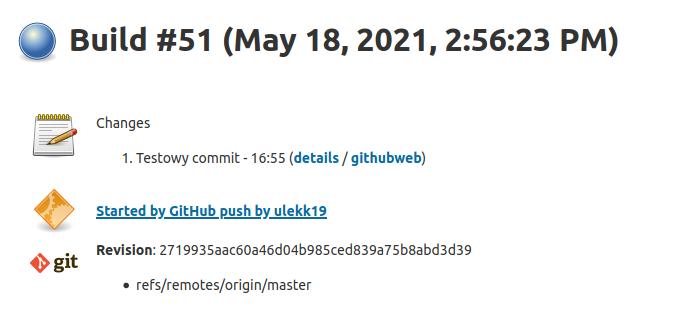 Build #51 (May 18, 2021, 2:56:23 PM)
Changes
1. Testowy commit - 16:55 (details / githubweb)
Started by GitHub push by ulekk19
git
Revision: 2719935aac60a46d04b985ced839a75b8abd3d39
• refs/remotes/origin/master